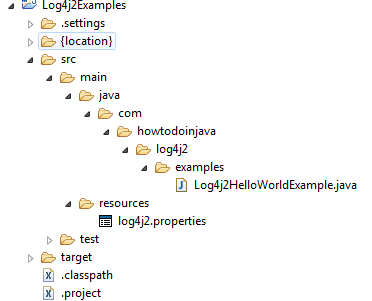 Log4j2Examples
.settings
{location}
src
main
java
com
howtodoinjava
log4j2
examples
Log4j2HelloWorldExample.java
resources
log4j2.properties
test
target
.classpath
.project